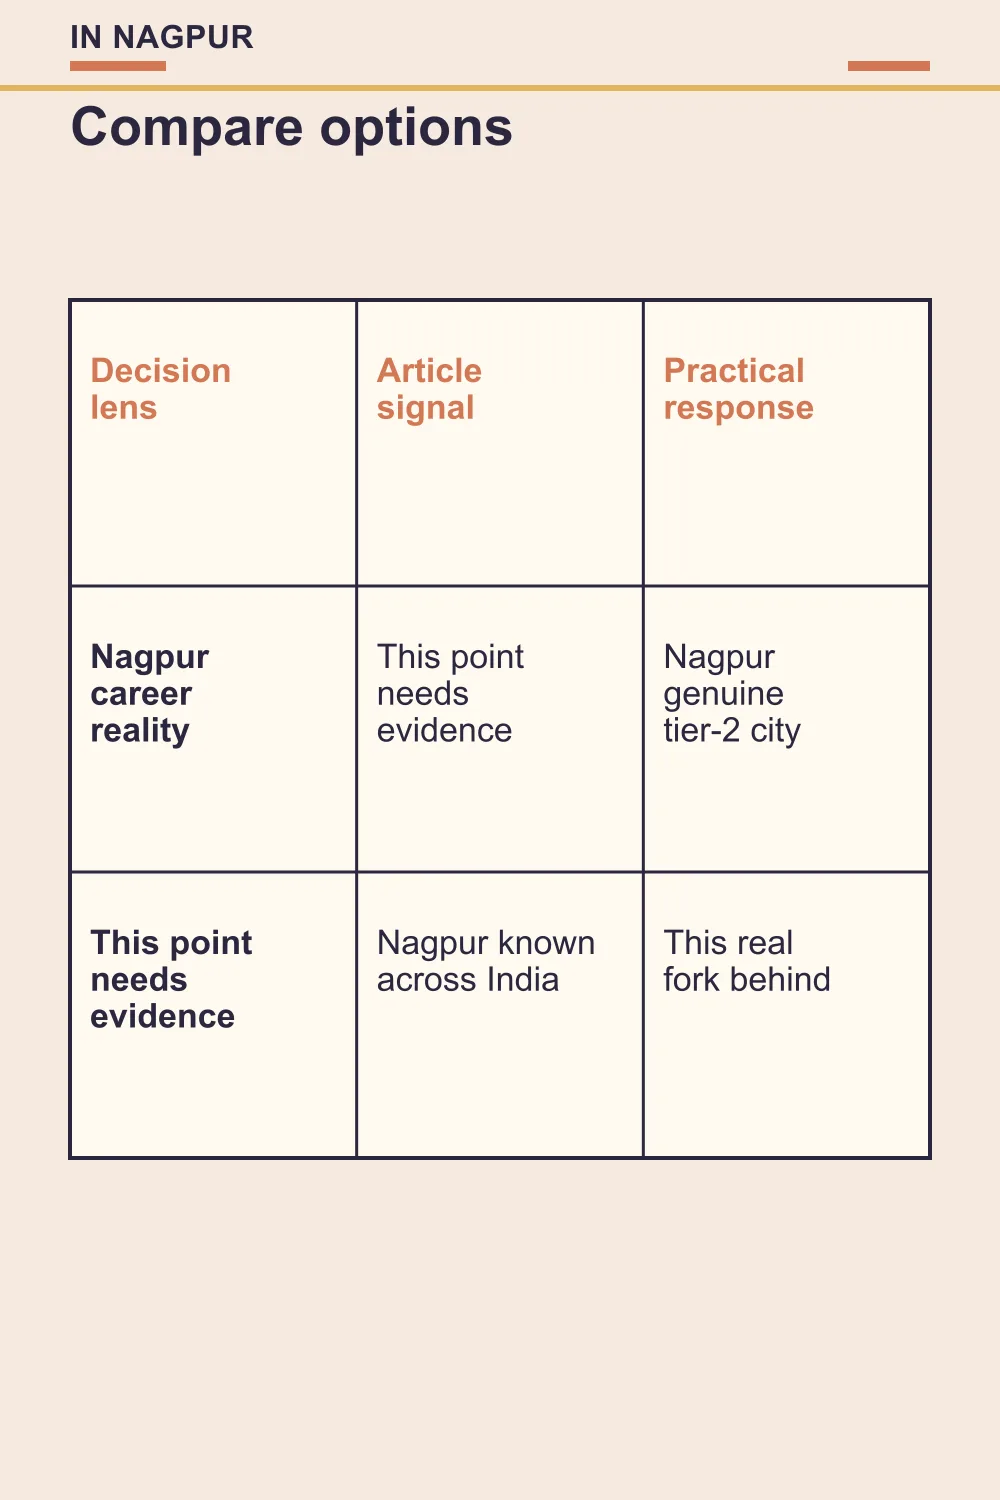 IN NAGPUR
Compare options
Decision
lens
Article
signal
Practical
response
Nagpur
career
reality
This point
needs
evidence
Nagpur
genuine
tier-2 city
This point
needs
evidence
Nagpur known
across India
This real
fork behind